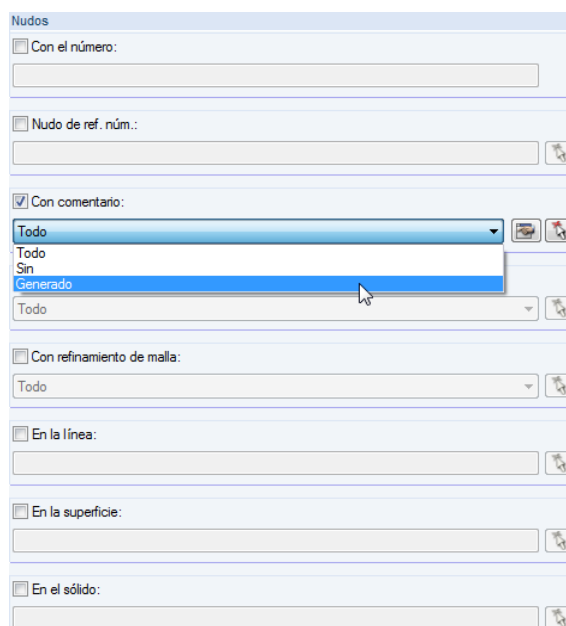 Nudos
Con el número:
Nudo de ref. núm.:
Con comentario:
Todo
Todo
Sin
Generado
Todo
Con refinamiento de malla:
Todo
En la línea:
En la superficie:
En el sólido: